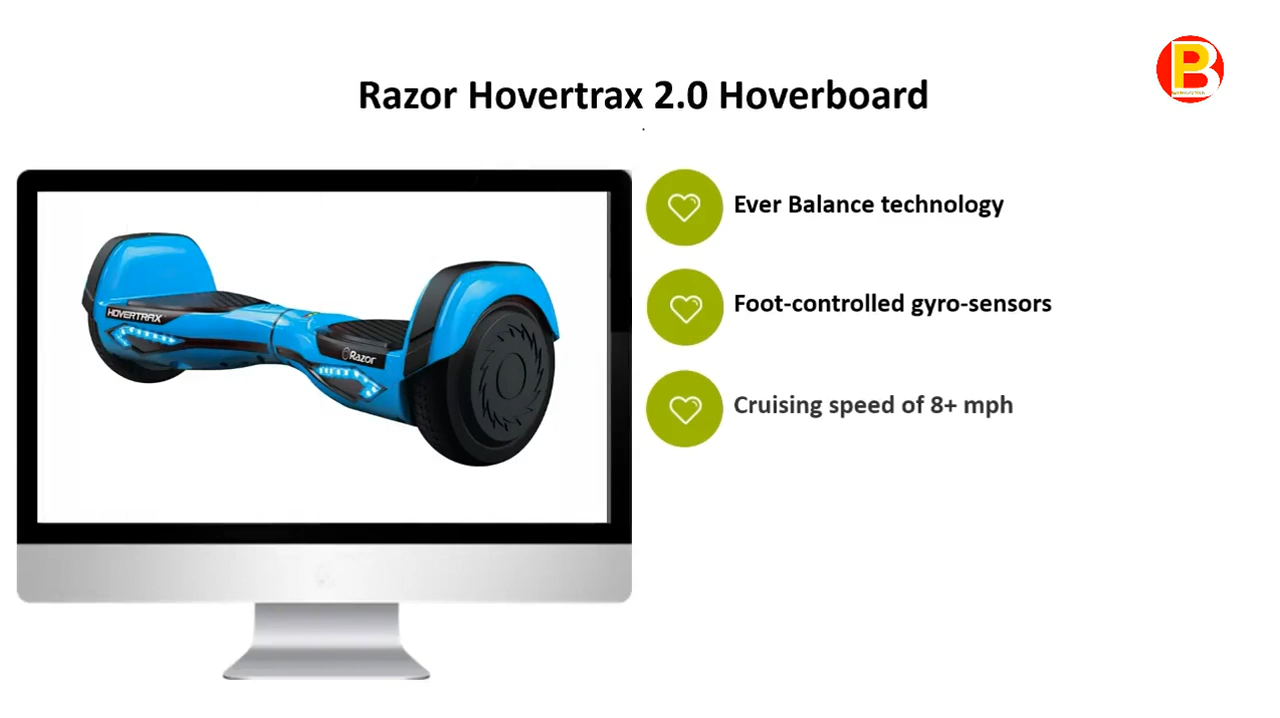 Razor Hovertrax 2.0 Hoverboard
HOVERTRAX
Razor
Ever Balance technology
Foot-controlled gyro-sensors
Cruising speed of 8+ mph